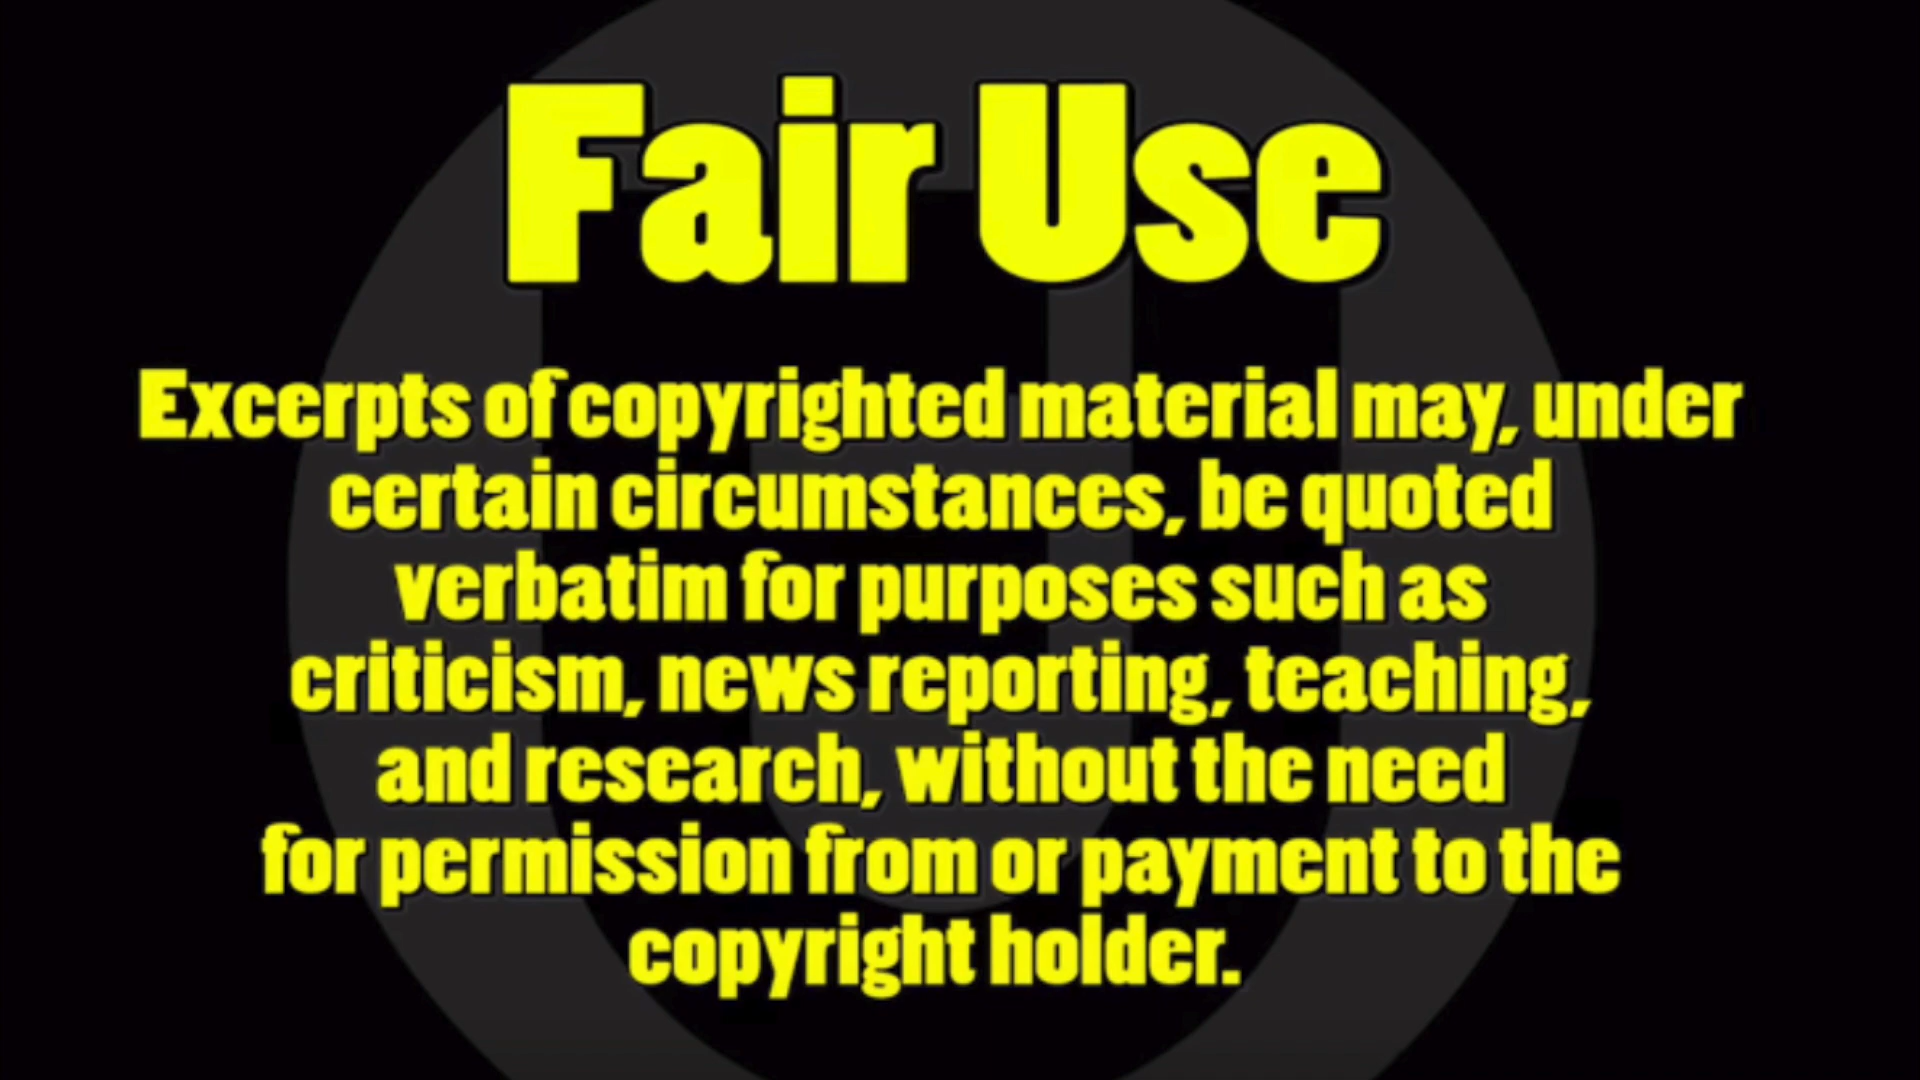 Fair Use
Excerpts of copyrighted material may, under
certain circumstances, be quoted
verbatim for purposes such as
criticism, news reporting, teaching,
and research, without the need
for permission from or payment to the
copyright holder.